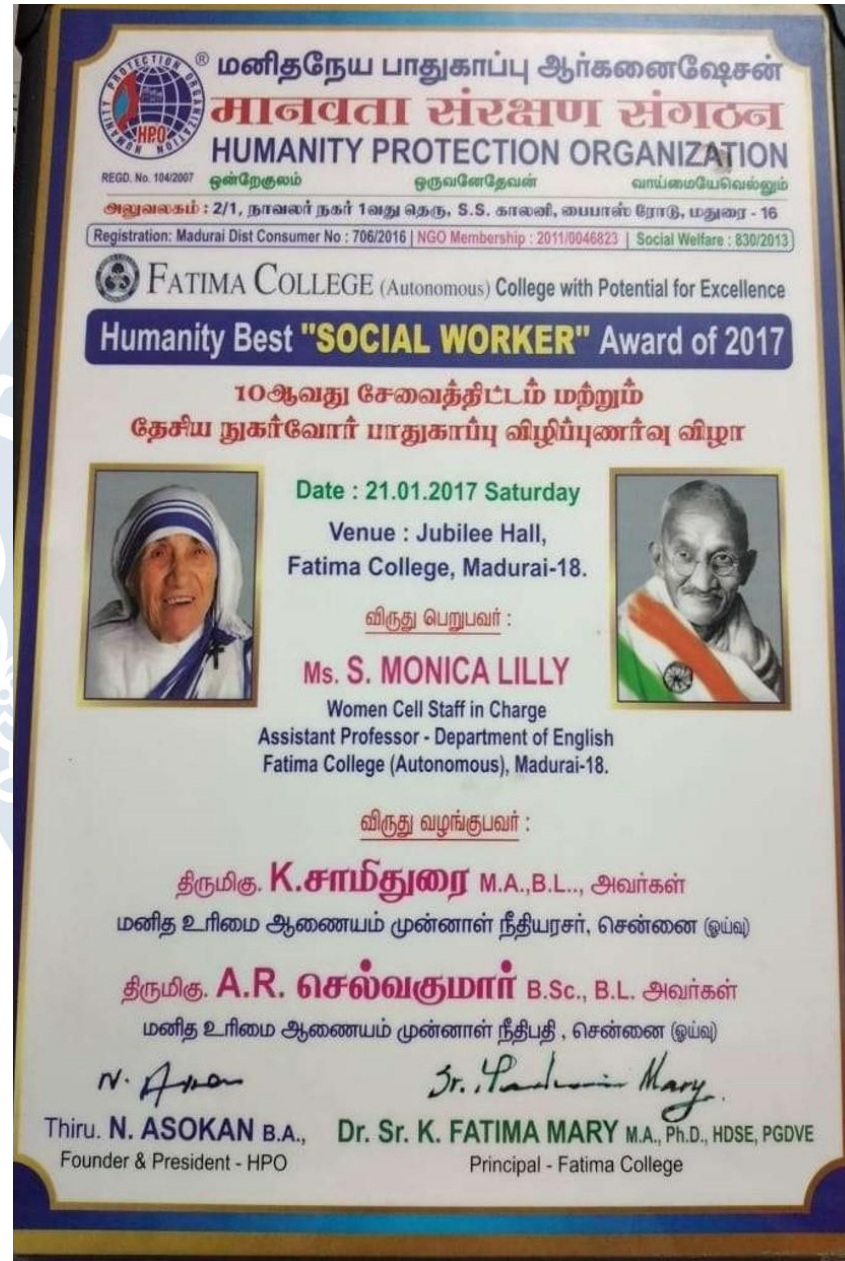 HUMANITY PROTECTION ORGANIZATION
HPO
®
மனிதநேய பாதுகாப்பு ஆர்கனைஷேசன்
मानवता संरक्षण संगठन
HUMANITY PROTECTION ORGANIZATION
REGD. No. 104/2007 ஒன்றேகுலம் ஒருவனேதேவன் வாய்மையேவெல்லும்
அலுவலகம் : 2/1, நாவலர் நகர் 1வது தெரு, S.S. காலனி, பைபாஸ் ரோடு, மதுரை - 16
Registration: Madurai Dist Consumer No : 706/2016 | NGO Membership : 2011/0046823 | Social Welfare : 830/2013
FATIMA COLLEGE (Autonomous) College with Potential for Excellence
Humanity Best "SOCIAL WORKER" Award of 2017
10ஆவது சேவைத்திட்டம் மற்றும்
தேசிய நுகர்வோர் பாதுகாப்பு விழிப்புணர்வு விழா
Date : 21.01.2017 Saturday
Venue : Jubilee Hall,
Fatima College, Madurai-18.
விருது பெறுபவர் :
Ms. S. MONICA LILLY
Women Cell Staff in Charge
Assistant Professor - Department of English
Fatima College (Autonomous), Madurai-18.
விருது வழங்குபவர் :
திருமிகு. K.சாமிதுரை M.A.,B.L.., அவர்கள்
மனித உரிமை ஆணையம் முன்னாள் நீதியரசர், சென்னை (ஓய்வு)
திருமிகு. A.R. செல்வகுமார் B.Sc., B.L. அவர்கள்
மனித உரிமை ஆணையம் முன்னாள் நீதிபதி , சென்னை (ஓய்வு)
Thiru. N. ASOKAN B.A., Dr. Sr. K. FATIMA MARY M.A., Ph.D., HDSE, PGDVE
Founder & President - HPO Principal - Fatima College